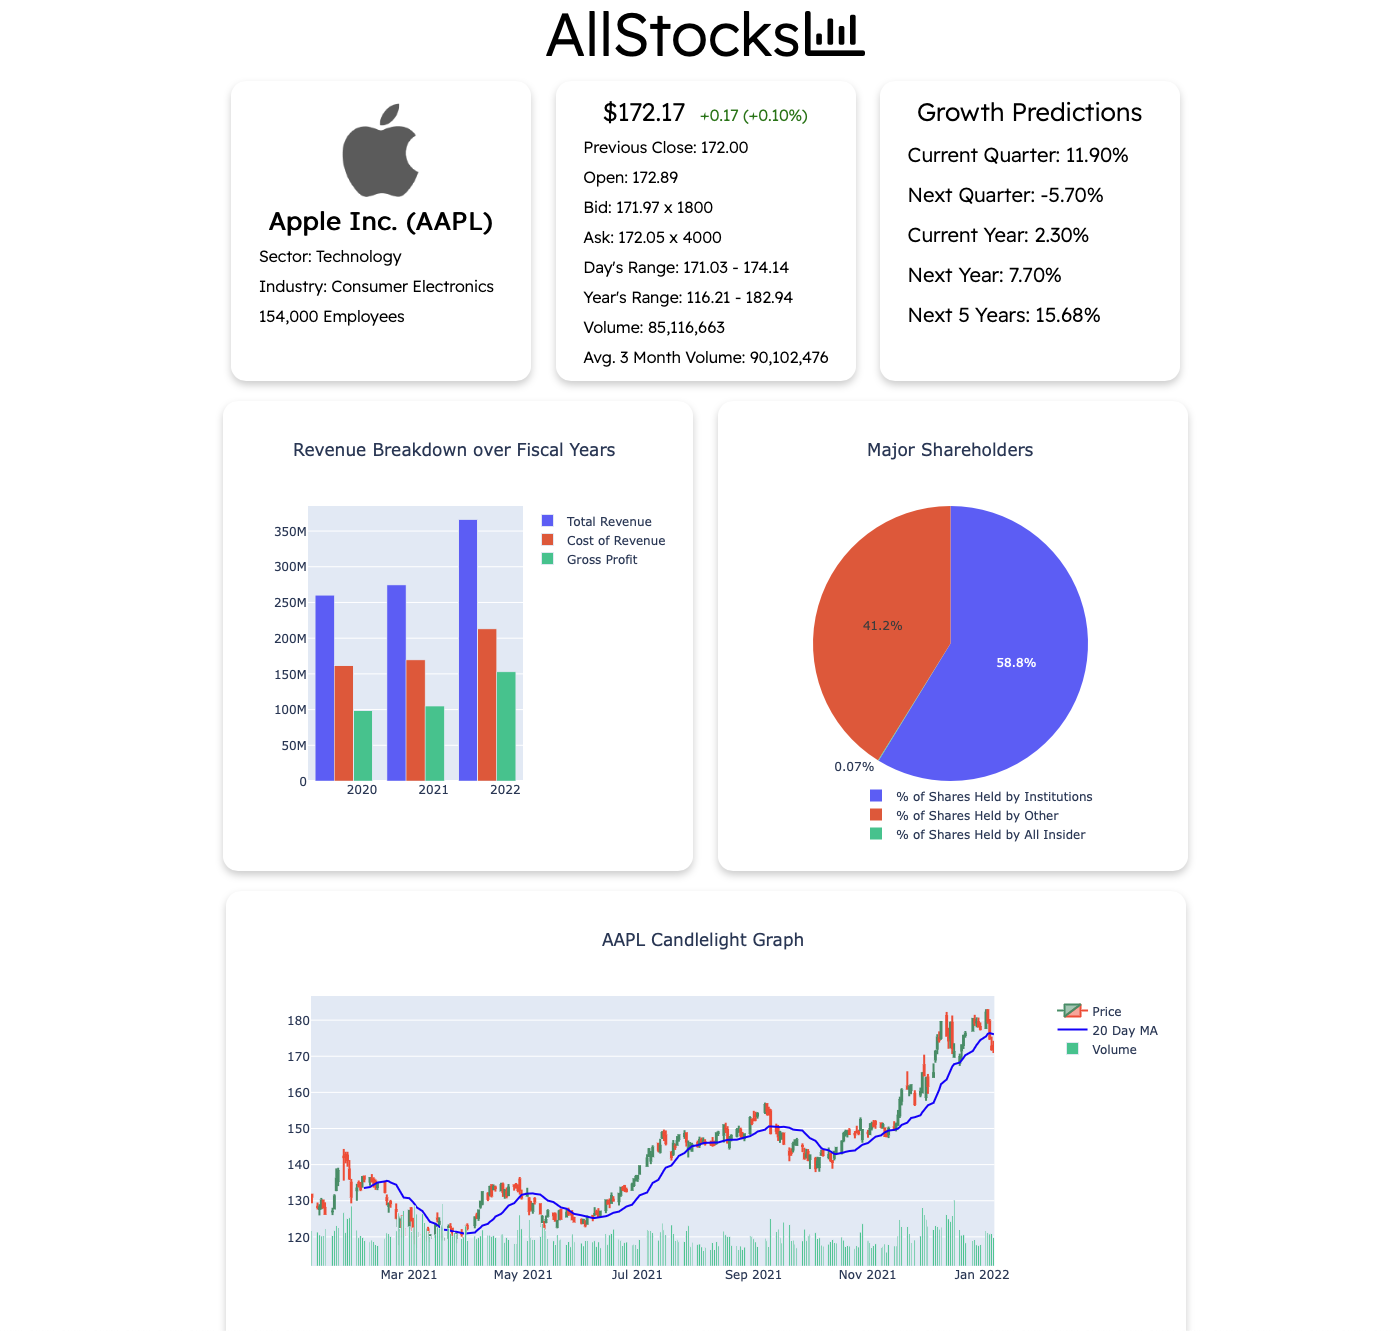 AllStocks
Apple Inc. (AAPL)
Sector: Technology
Industry: Consumer Electronics
154,000 Employees
$172.17 +0.17 (+0.10%)
Previous Close: 172.00
Open: 172.89
Bid: 171.97 x 1800
Ask: 172.05 x 4000
Day's Range: 171.03 - 174.14
Year's Range: 116.21 - 182.94
Volume: 85,116,663
Avg. 3 Month Volume: 90,102,476
Growth Predictions
Current Quarter: 11.90%
Next Quarter: -5.70%
Current Year: 2.30%
Next Year: 7.70%
Next 5 Years: 15.68%
Revenue Breakdown over Fiscal Years
350M
300M
250M
200M
150M
100M
50M
0
2020 2021 2022
Total Revenue
Cost of Revenue
Gross Profit
Major Shareholders
41.2%
58.8%
0.07%
% of Shares Held by Institutions
% of Shares Held by Other
% of Shares Held by All Insider
AAPL Candlelight Graph
180
170
160
150
140
130
120
Mar 2021 May 2021 Jul 2021 Sep 2021 Nov 2021 Jan 2022
Price
20 Day MA
Volume